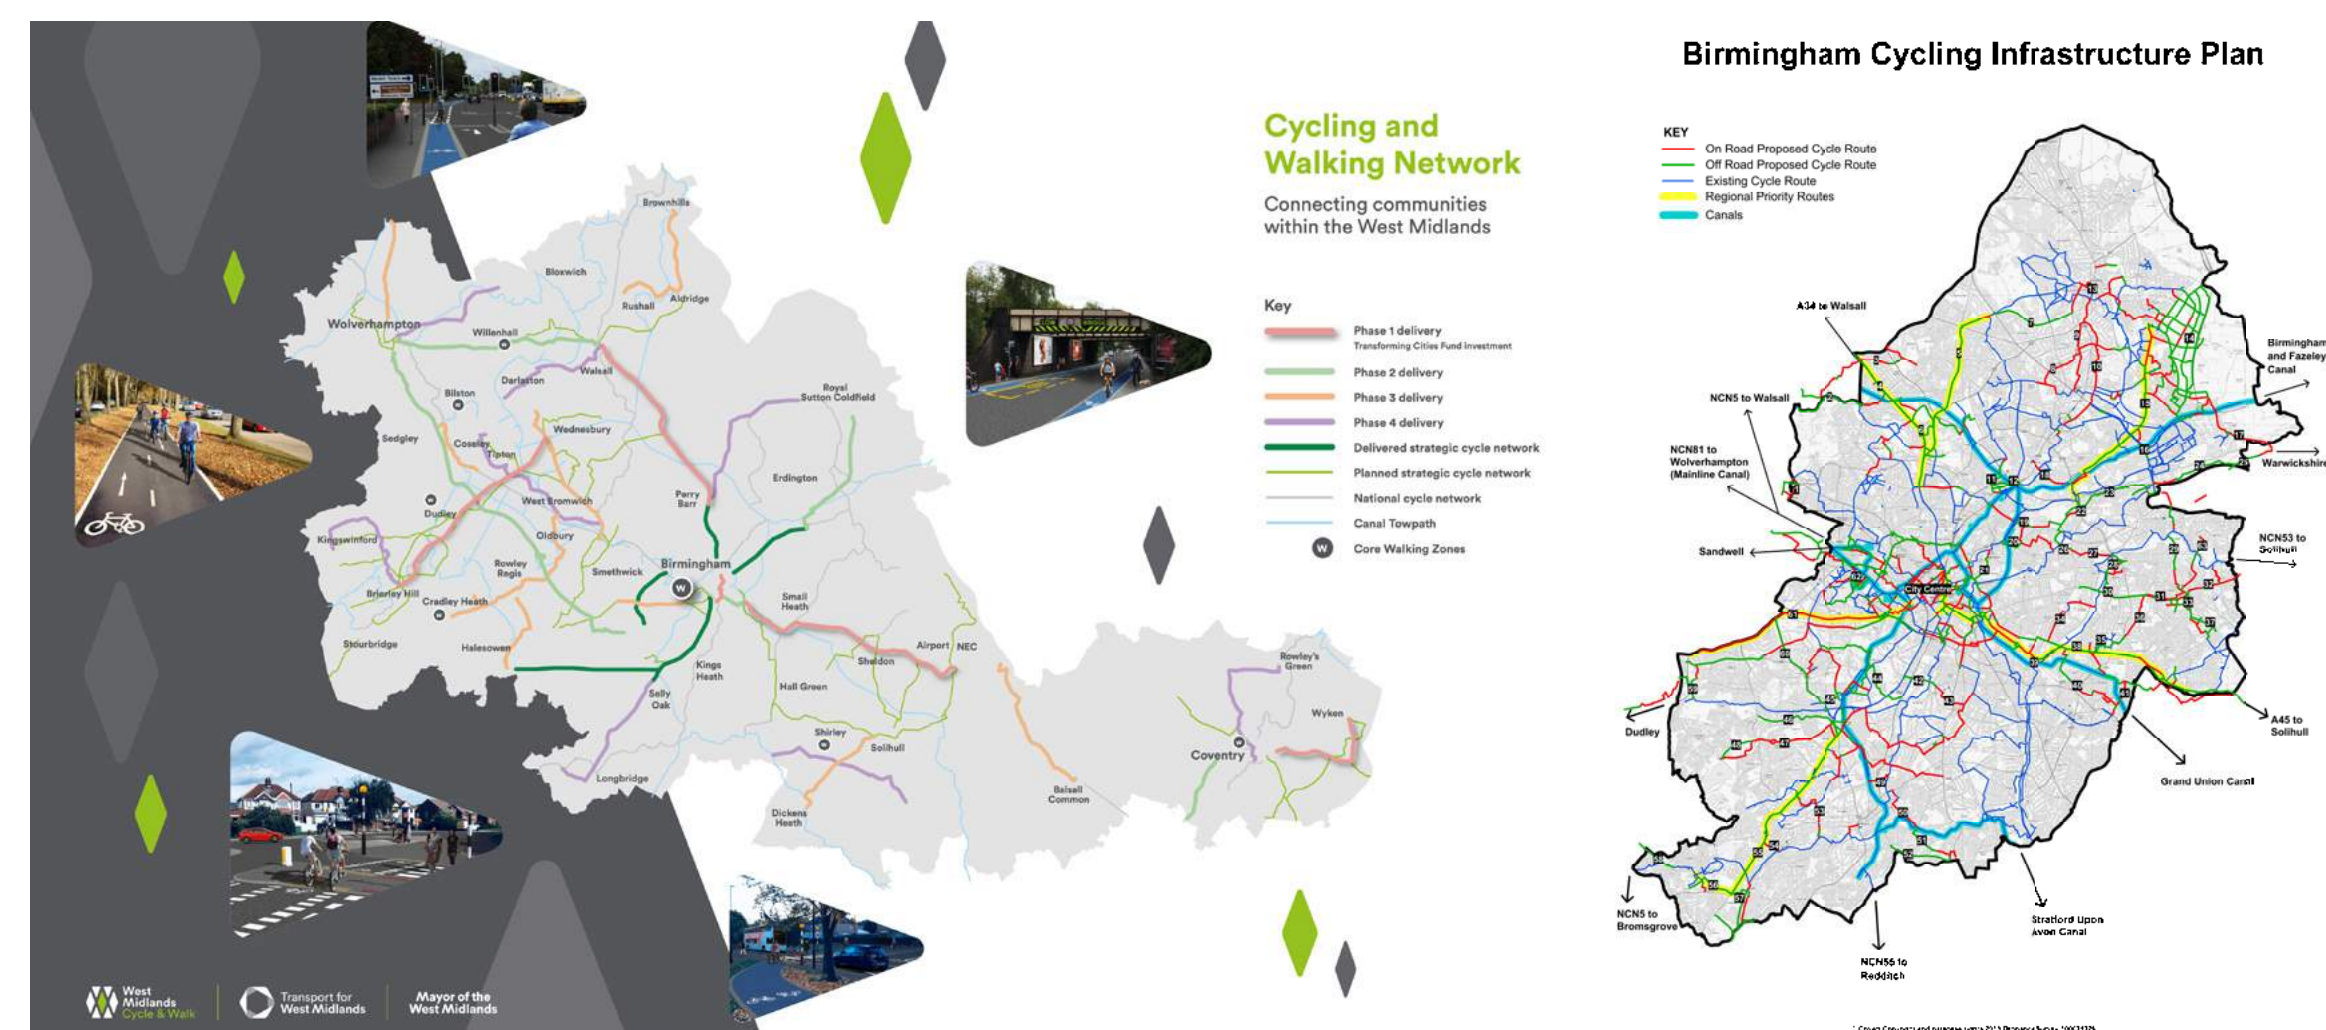 Cycling and
Walking Network
Connecting communities
within the West Midlands
Key
Phase 1 delivery
Transforming Cities Fund investment
Phase 2 delivery
Phase 3 delivery
Phase 4 delivery
Delivered strategic cycle network
Planned strategic cycle network
National cycle network
Canal Towpath
W Core Walking Zones
Brownhills
Bloxwich
Rushall
Aldridge
Wolverhampton
Willenhall
W
Walsall
Darlaston
Bilston
W
Royal
Sutton Coldfield
Sedgley
Coseley
Wednesbury
Tipton
Erdington
West Bromwich
Perry
Barr
W
Dudley
Kingswinford
Oldbury
Rowley
Regis
Smethwick
Birmingham
W
Brierley Hill
Cradley Heath
W
Small
Heath
Stourbridge
Halesowen
Airport
NEC
Sheldon
Kings
Heath
Hall Green
Selly
Oak
Rowley's
Green
Wyken
Shirley
W
Solihull
W
Coventry
Longbridge
Balsall
Common
Dickens
Heath
West
Midlands
Cycle & Walk
Transport for
West Midlands
Mayor of the
West Midlands
Birmingham Cycling Infrastructure Plan
KEY
On Road Proposed Cycle Route
Off Road Proposed Cycle Route
Existing Cycle Route
Regional Priority Routes
Canals
A34 to Walsall
Birmingham
and Fazeley
Canal
NCN5 to Walsall
NCN81 to
Wolverhampton
(Mainline Canal)
Warwickshire
Sandwell
NCN53 to
Solihull
City Centre
Dudley
A45 to
Solihull
Grand Union Canal
NCN5 to
Bromsgrove
Stratford Upon
Avon Canal
NCN55 to
Redditch